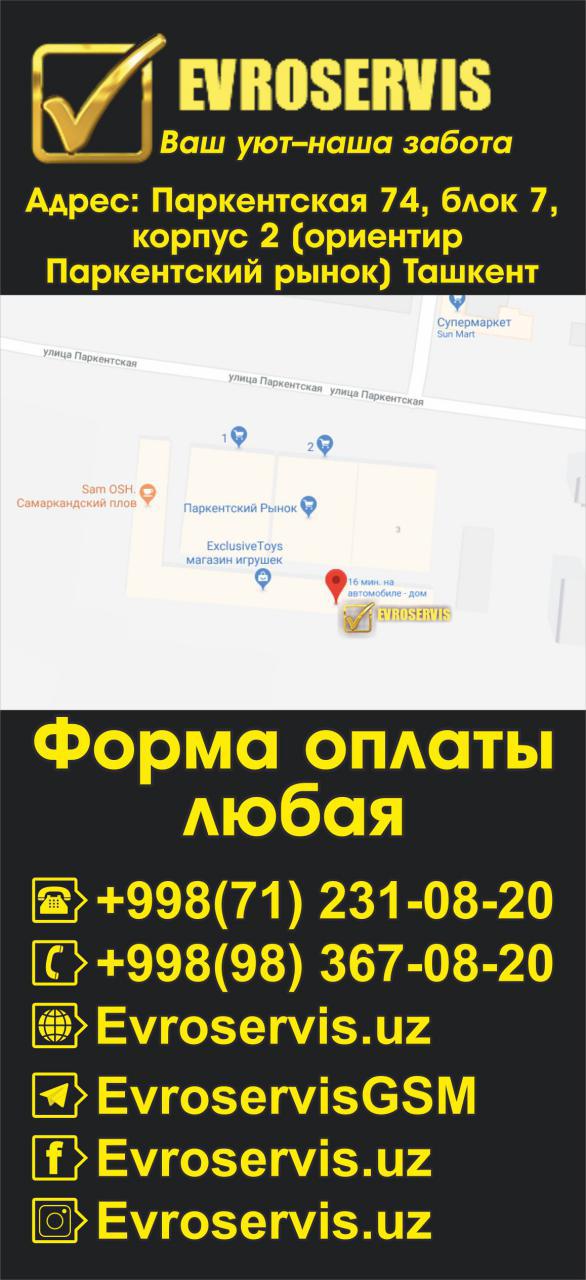 EVROSERVIS
Ваш уют–наша забота
Адрес: Паркентская 74, блок 7,
корпус 2 (ориентир
Паркентский рынок) Ташкент
Супермаркет
Sun Mart
улица Паркентская
улица Паркентская
улица Паркентская
1
2
Sam OSH.
Самаркандский плов
Паркентский Рынок
3
ExclusiveToys
магазин игрушек
16 мин. на
автомобиле - дом
EVROSERVIS
Форма оплаты
любая
+998(71) 231-08-20
+998(98) 367-08-20
Evroservis.uz
EvroservisGSM
Evroservis.uz
Evroservis.uz